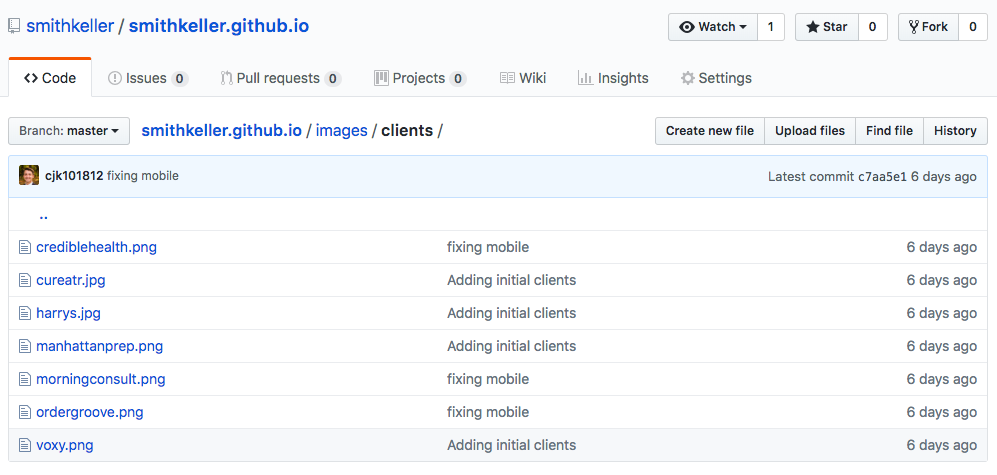 smithkeller / smithkeller.github.io Watch 1 Star 0 Fork 0
Code Issues 0 Pull requests 0 Projects 0 Wiki Insights Settings
Branch: master smithkeller.github.io / images / clients / Create new file Upload files Find file History
cjk101812 fixing mobile Latest commit c7aa5e1 6 days ago
..
crediblehealth.png fixing mobile 6 days ago
cureatr.jpg Adding initial clients 6 days ago
harrys.jpg Adding initial clients 6 days ago
manhattanprep.png Adding initial clients 6 days ago
morningconsult.png fixing mobile 6 days ago
ordergroove.png fixing mobile 6 days ago
voxy.png Adding initial clients 6 days ago